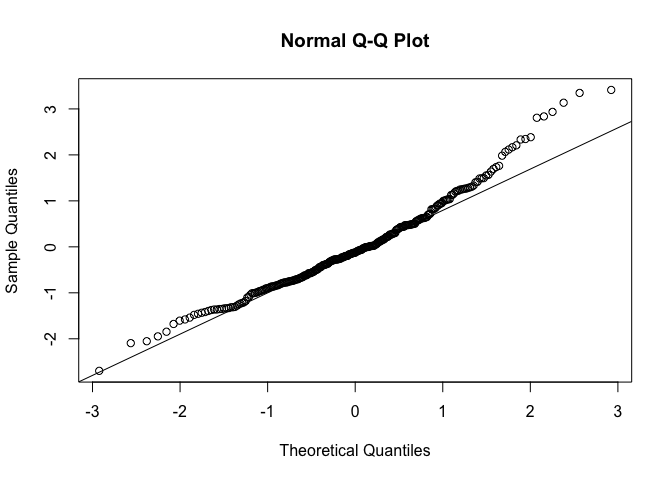 Normal Q-Q Plot
3
2
1
0
-1
-2
Sample Quantiles
-3 -2 -1 0 1 2 3
Theoretical Quantiles